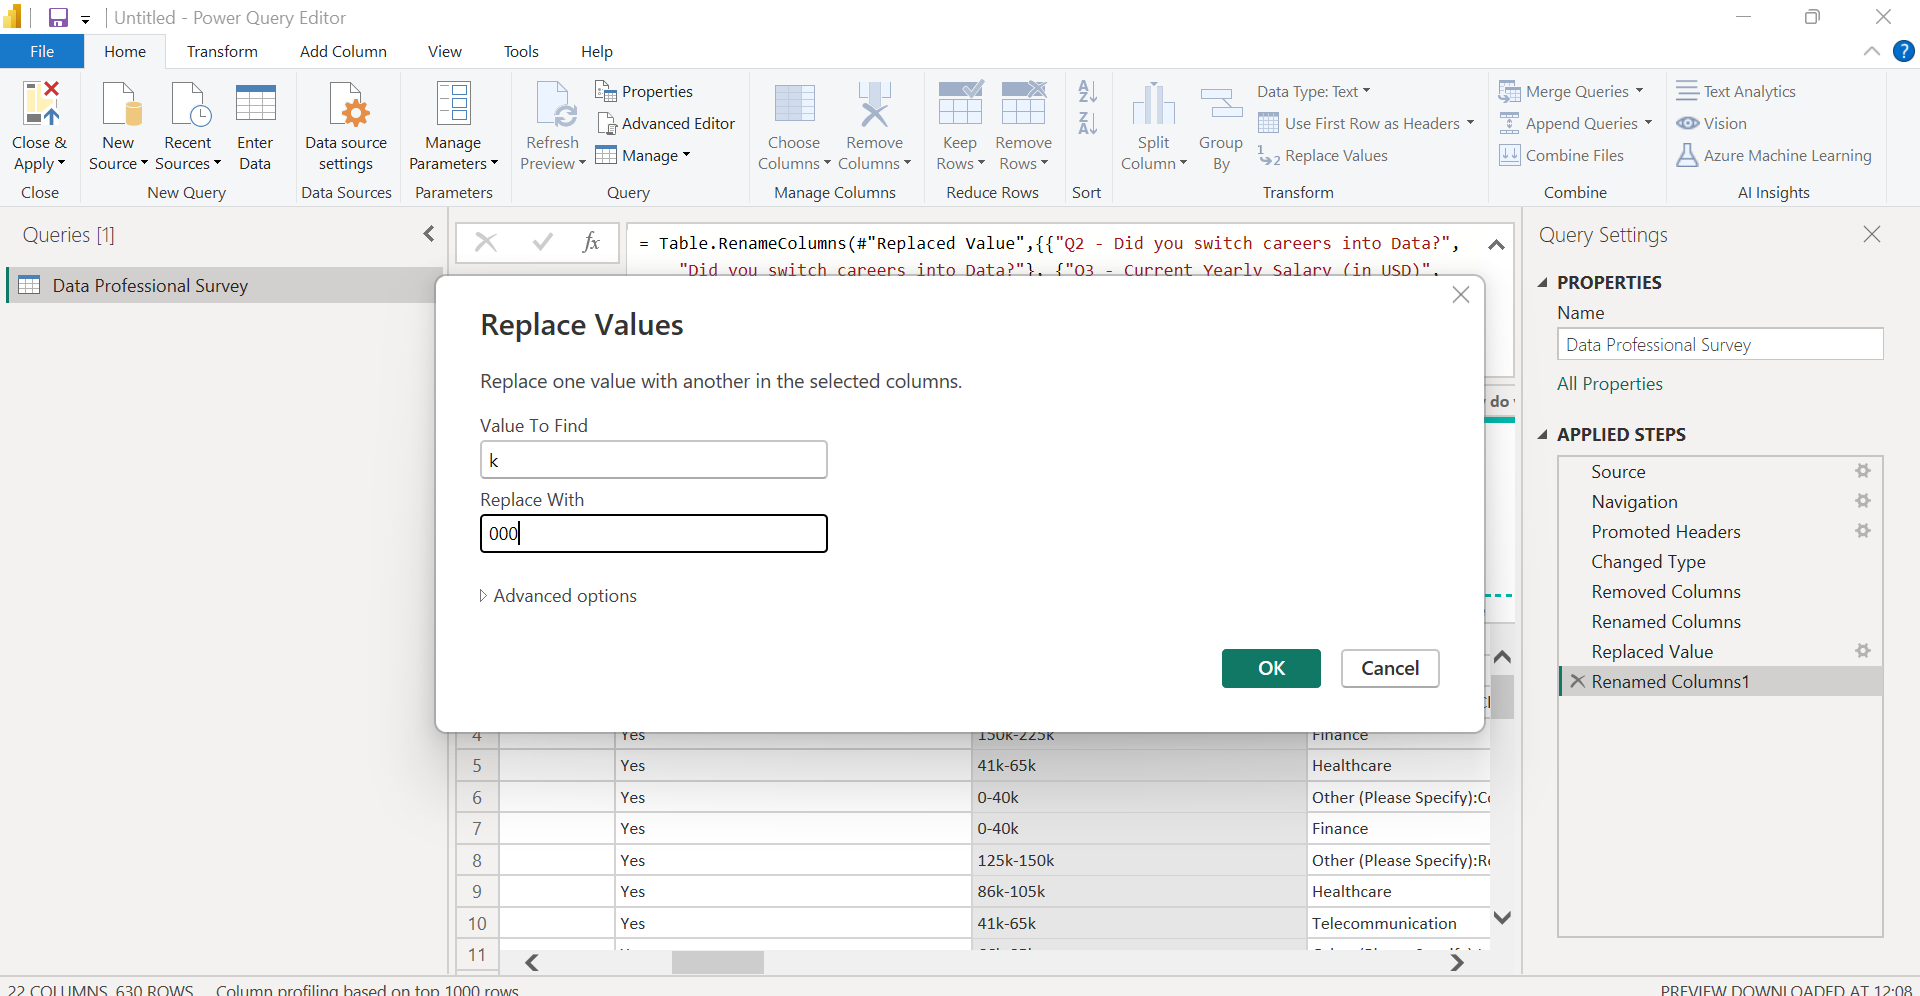 Untitled - Power Query Editor
File
Home
Transform
Add Column
View
Tools
Help
Close & Apply
New Source
Recent Sources
Enter Data
Data source settings
Manage Parameters
Refresh Preview
Properties
Advanced Editor
Manage
Choose Columns
Remove Columns
Keep Rows
Remove Rows
Split Column
Group By
Data Type: Text
Use First Row as Headers
Replace Values
Merge Queries
Append Queries
Combine Files
Text Analytics
Vision
Azure Machine Learning
Close
New Query
Data Sources
Parameters
Query
Manage Columns
Reduce Rows
Sort
Transform
Combine
AI Insights
Queries [1]
Data Professional Survey
fx
= Table.RenameColumns(#"Replaced Value",{{"Q2 - Did you switch careers into Data?",
"Did you switch careers into Data?"}, {"Q3 - Current Yearly Salary (in USD)",
do
Replace Values
Replace one value with another in the selected columns.
Value To Find
k
Replace With
000
Advanced options
OK
Cancel
4 Yes 150k-225k Finance
5 Yes 41k-65k Healthcare
6 Yes 0-40k Other (Please Specify):Co
7 Yes 0-40k Finance
8 Yes 125k-150k Other (Please Specify):Re
9 Yes 86k-105k Healthcare
10 Yes 41k-65k Telecommunication
11
Query Settings
PROPERTIES
Name
Data Professional Survey
All Properties
APPLIED STEPS
Source
Navigation
Promoted Headers
Changed Type
Removed Columns
Renamed Columns
Replaced Value
Renamed Columns1
22 COLUMNS, 630 ROWS Column profiling based on top 1000 rows
PREVIEW DOWNLOADED AT 12:08